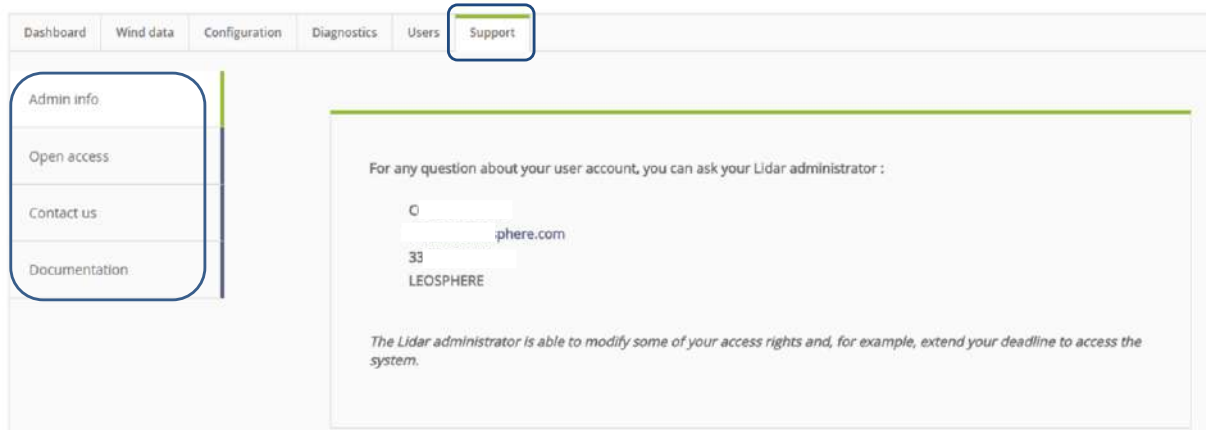 Dashboard Wind data Configuration Diagnostics Users Support
Admin info
Open access
Contact us
Documentation
For any question about your user account, you can ask your Lidar administrator :
sphere.com
33
LEOSPHERE
The Lidar administrator is able to modify some of your access rights and, for example, extend your deadline to access the
system.